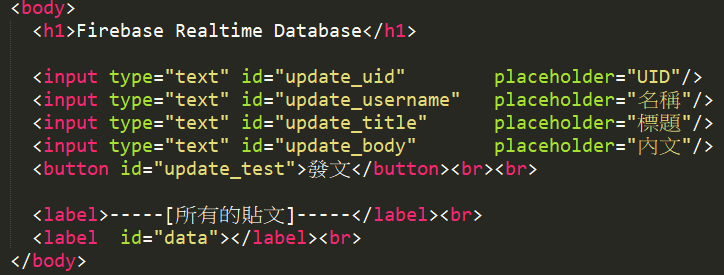 <body>
<h1>Firebase Realtime Database</h1>
<input type="text" id="update_uid" placeholder="UID"/>
<input type="text" id="update_username" placeholder="名稱"/>
<input type="text" id="update_title" placeholder="標題"/>
<input type="text" id="update_body" placeholder="內文"/>
<button id="update_test">發文</button><br><br>
<label>-----[所有的貼文]-----</label><br>
<label  id="data"></label><br>
</body>